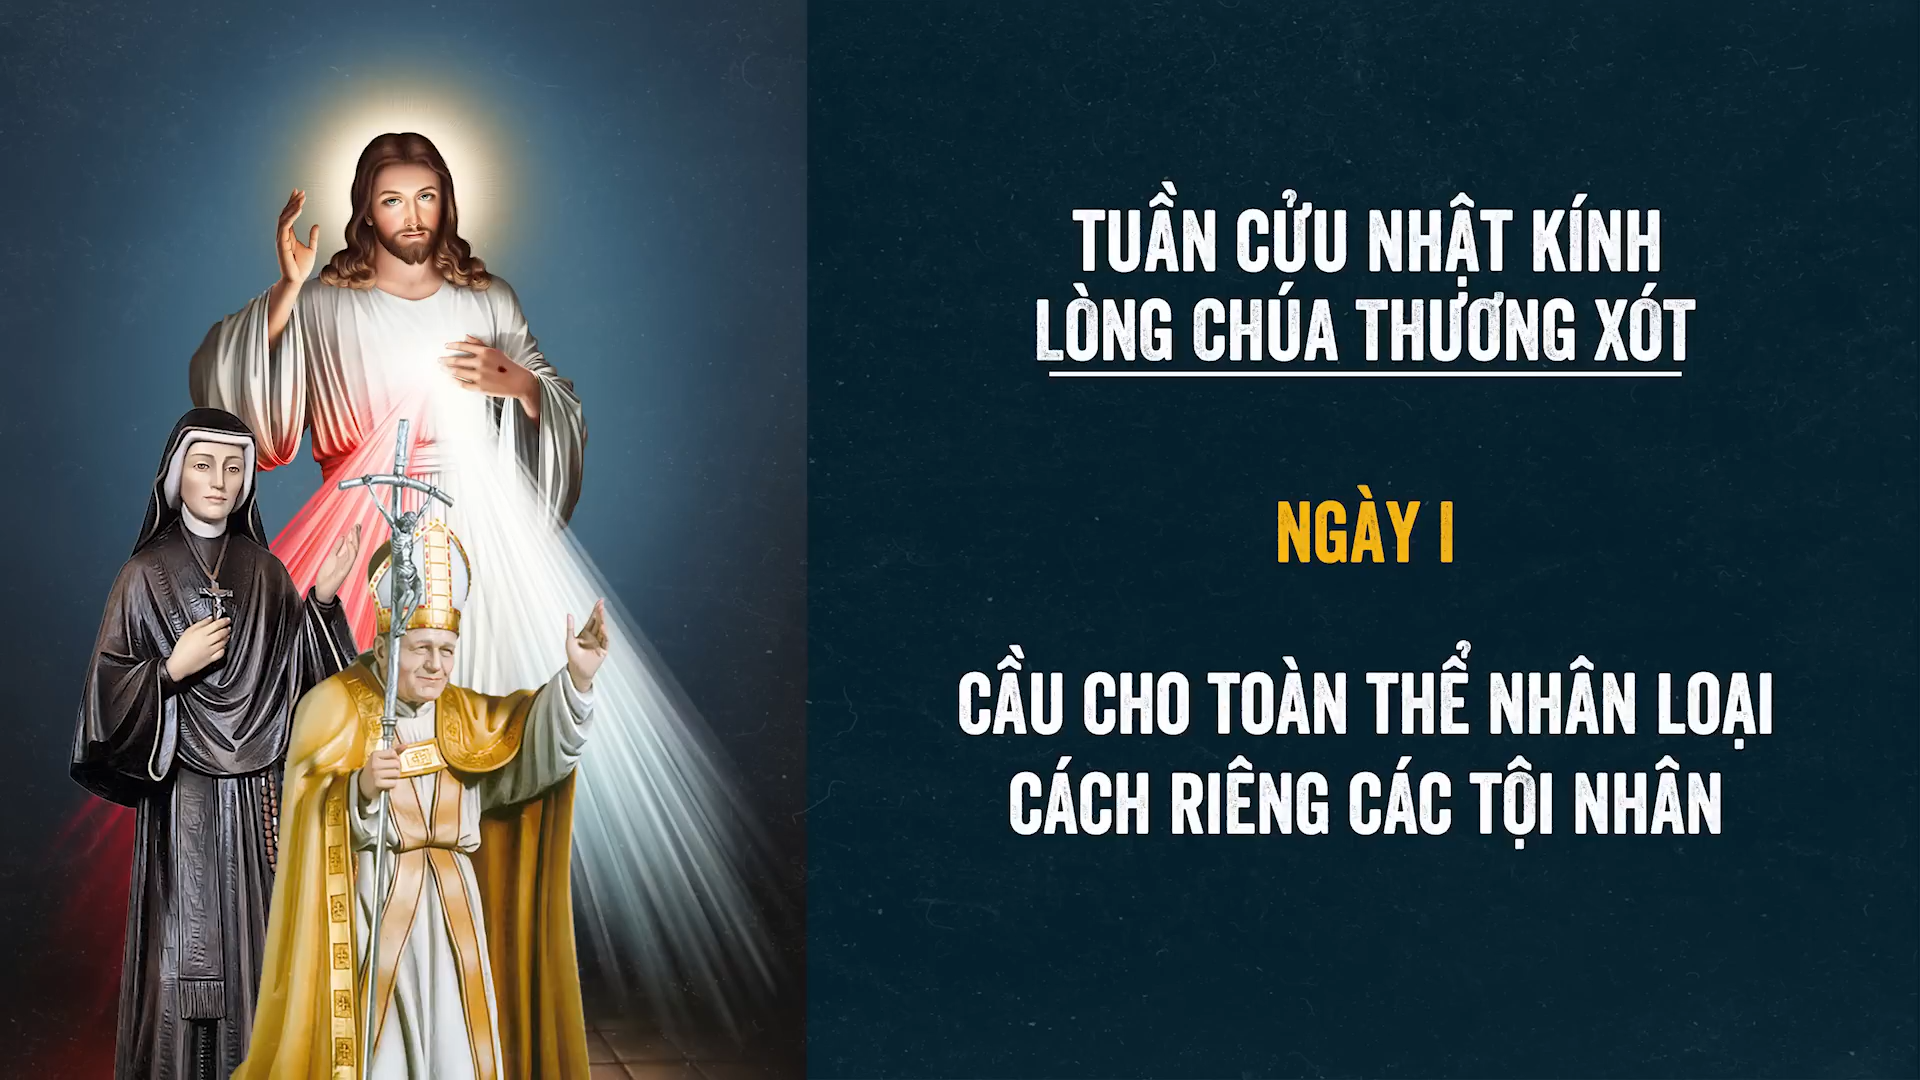 TUẦN CỬU NHẬT KÍNH
LÒNG CHÚA THƯƠNG XÓT
NGÀY I
CẦU CHO TOÀN THỂ NHÂN LOẠI
CÁCH RIÊNG CÁC TỘI NHÂN